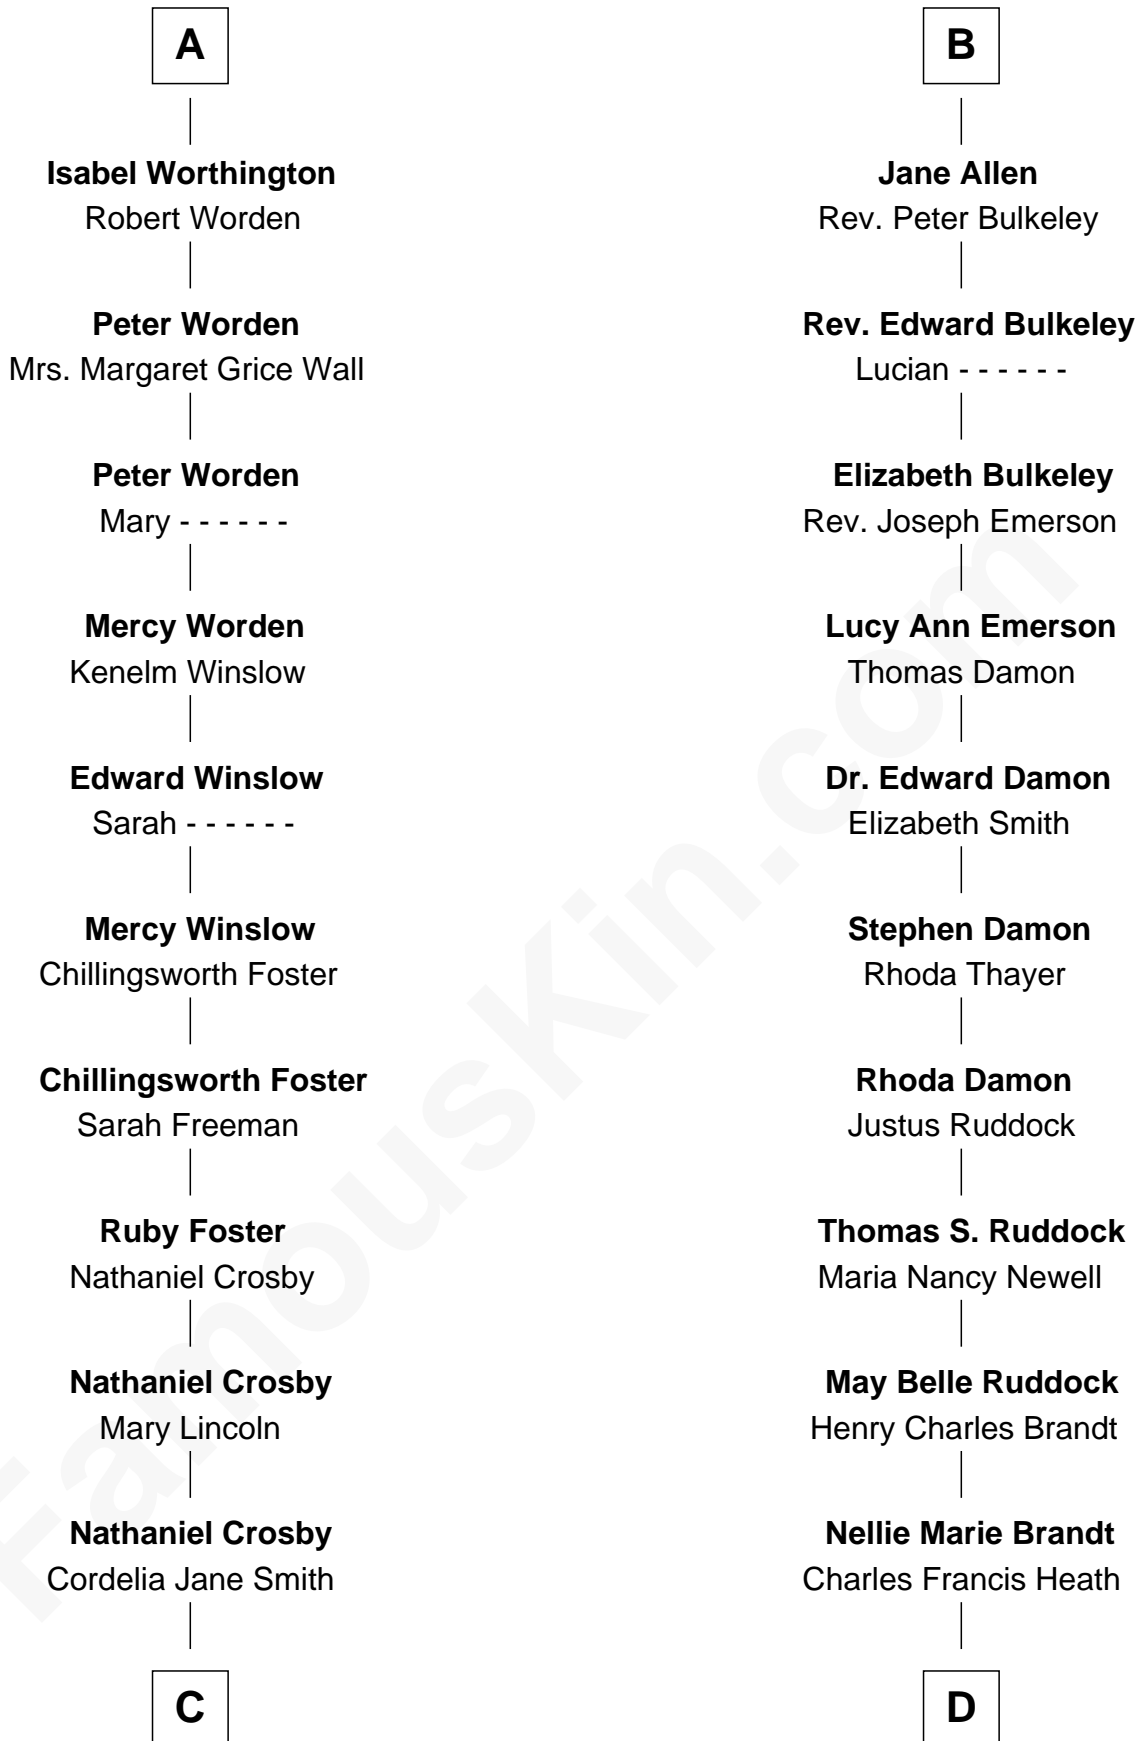 A
Isabel Worthington
Robert Worden
Peter Worden
Mrs. Margaret Grice Wall
Peter Worden
Mary - - - - - -
Mercy Worden
Kenelm Winslow
Edward Winslow
Sarah - - - - - -
Mercy Winslow
Chillingsworth Foster
Chillingsworth Foster
Sarah Freeman
Ruby Foster
Nathaniel Crosby
Nathaniel Crosby
Mary Lincoln
Nathaniel Crosby
Cordelia Jane Smith
C
B
Jane Allen
Rev. Peter Bulkeley
Rev. Edward Bulkeley
Lucian - - - - - -
Elizabeth Bulkeley
Rev. Joseph Emerson
Lucy Ann Emerson
Thomas Damon
Dr. Edward Damon
Elizabeth Smith
Stephen Damon
Rhoda Thayer
Rhoda Damon
Justus Ruddock
Thomas S. Ruddock
Maria Nancy Newell
May Belle Ruddock
Henry Charles Brandt
Nellie Marie Brandt
Charles Francis Heath
D
FamousKin.com